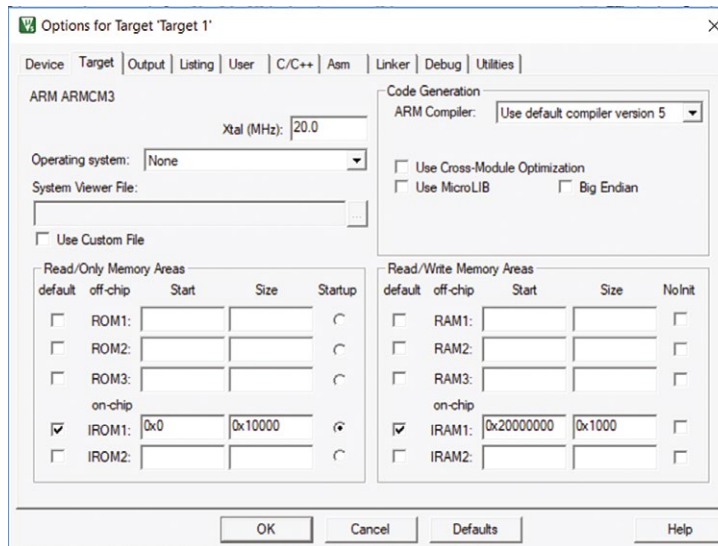 Options for Target 'Target 1'
Device Target Output Listing User C/C++ Asm Linker Debug Utilities
ARM ARMCM3
Xtal (MHz): 20.0
Operating system: None
System Viewer File:
...
Use Custom File
Code Generation
ARM Compiler: Use default compiler version 5
Use Cross-Module Optimization
Use MicroLIB Big Endian
Read/Only Memory Areas
default off-chip Start Size Startup
ROM1:
ROM2:
ROM3:
on-chip
IROM1: 0x0 0x10000
IROM2:
Read/Write Memory Areas
default off-chip Start Size NoInit
RAM1:
RAM2:
RAM3:
on-chip
IRAM1: 0x20000000 0x1000
IRAM2:
OK Cancel Defaults Help